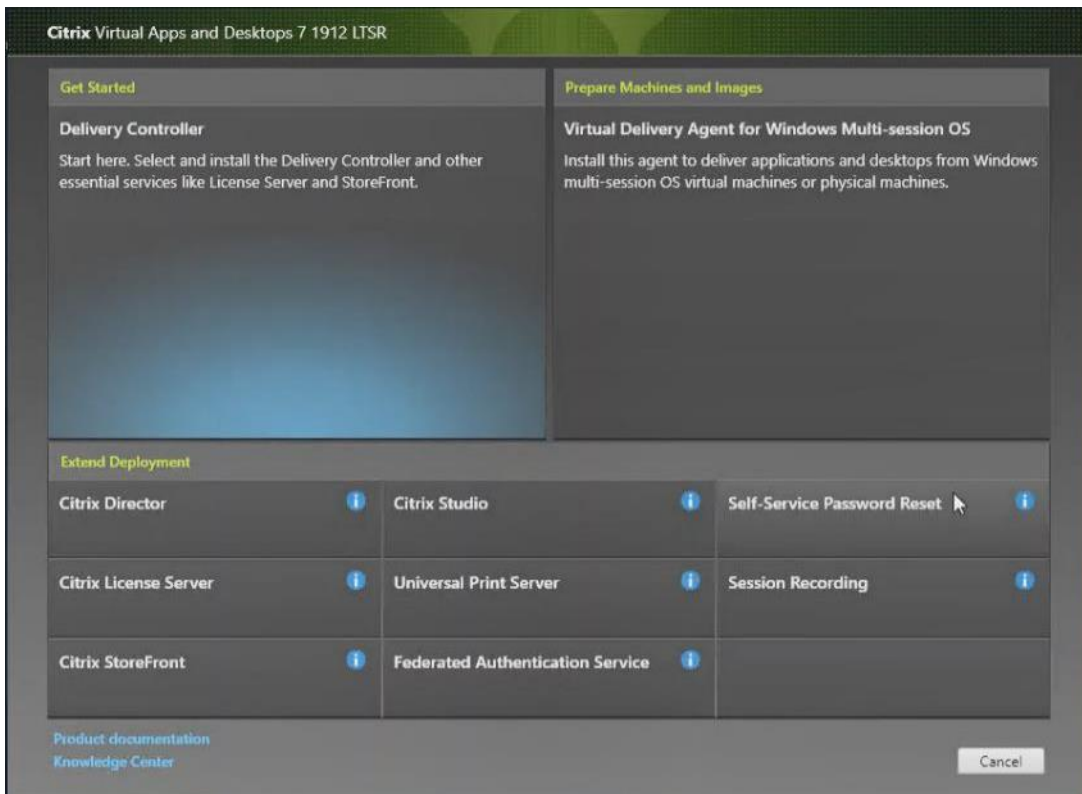 Citrix Virtual Apps and Desktops 7 1912 LTSR
Get Started
Delivery Controller
Start here. Select and install the Delivery Controller and other
essential services like License Server and StoreFront.
Prepare Machines and Images
Virtual Delivery Agent for Windows Multi-session OS
Install this agent to deliver applications and desktops from Windows
multi-session OS virtual machines or physical machines.
Extend Deployment
Citrix Director
Citrix Studio
Self-Service Password Reset
Citrix License Server
Universal Print Server
Session Recording
Citrix StoreFront
Federated Authentication Service
Product documentation
Knowledge Center
Cancel